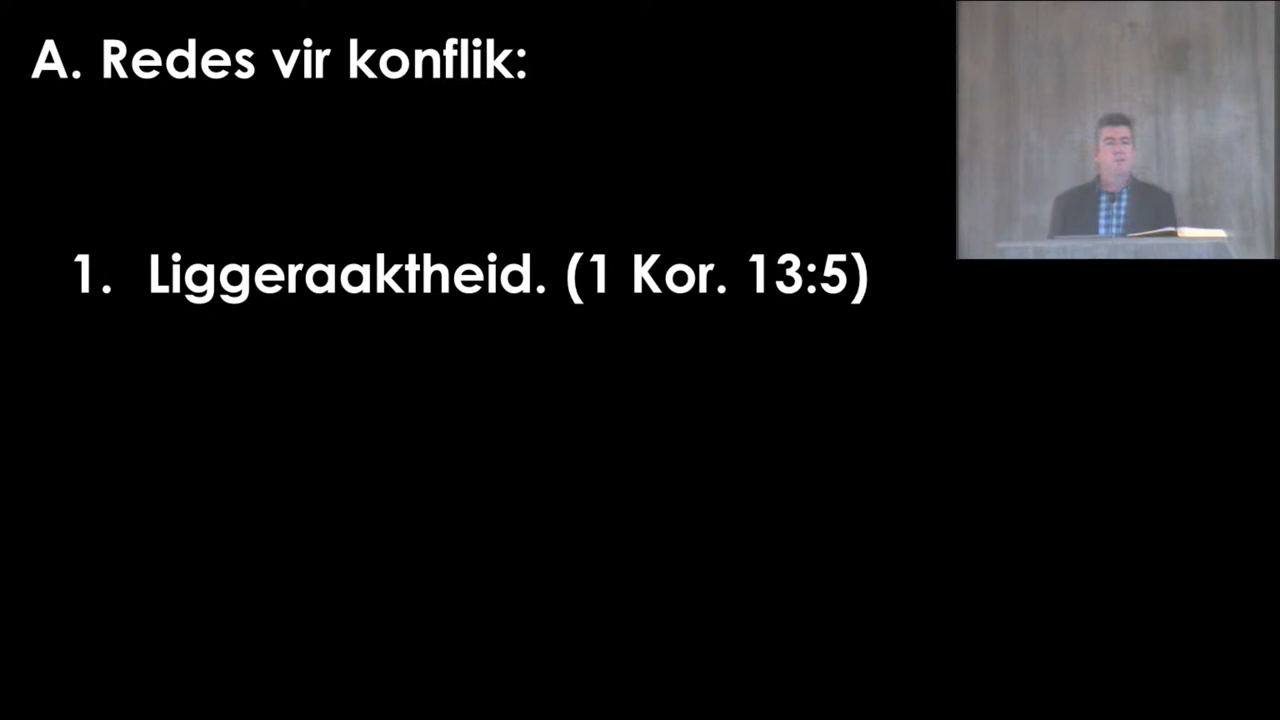 A. Redes vir konflik:
1. Liggeraaktheid. (1 Kor. 13:5)